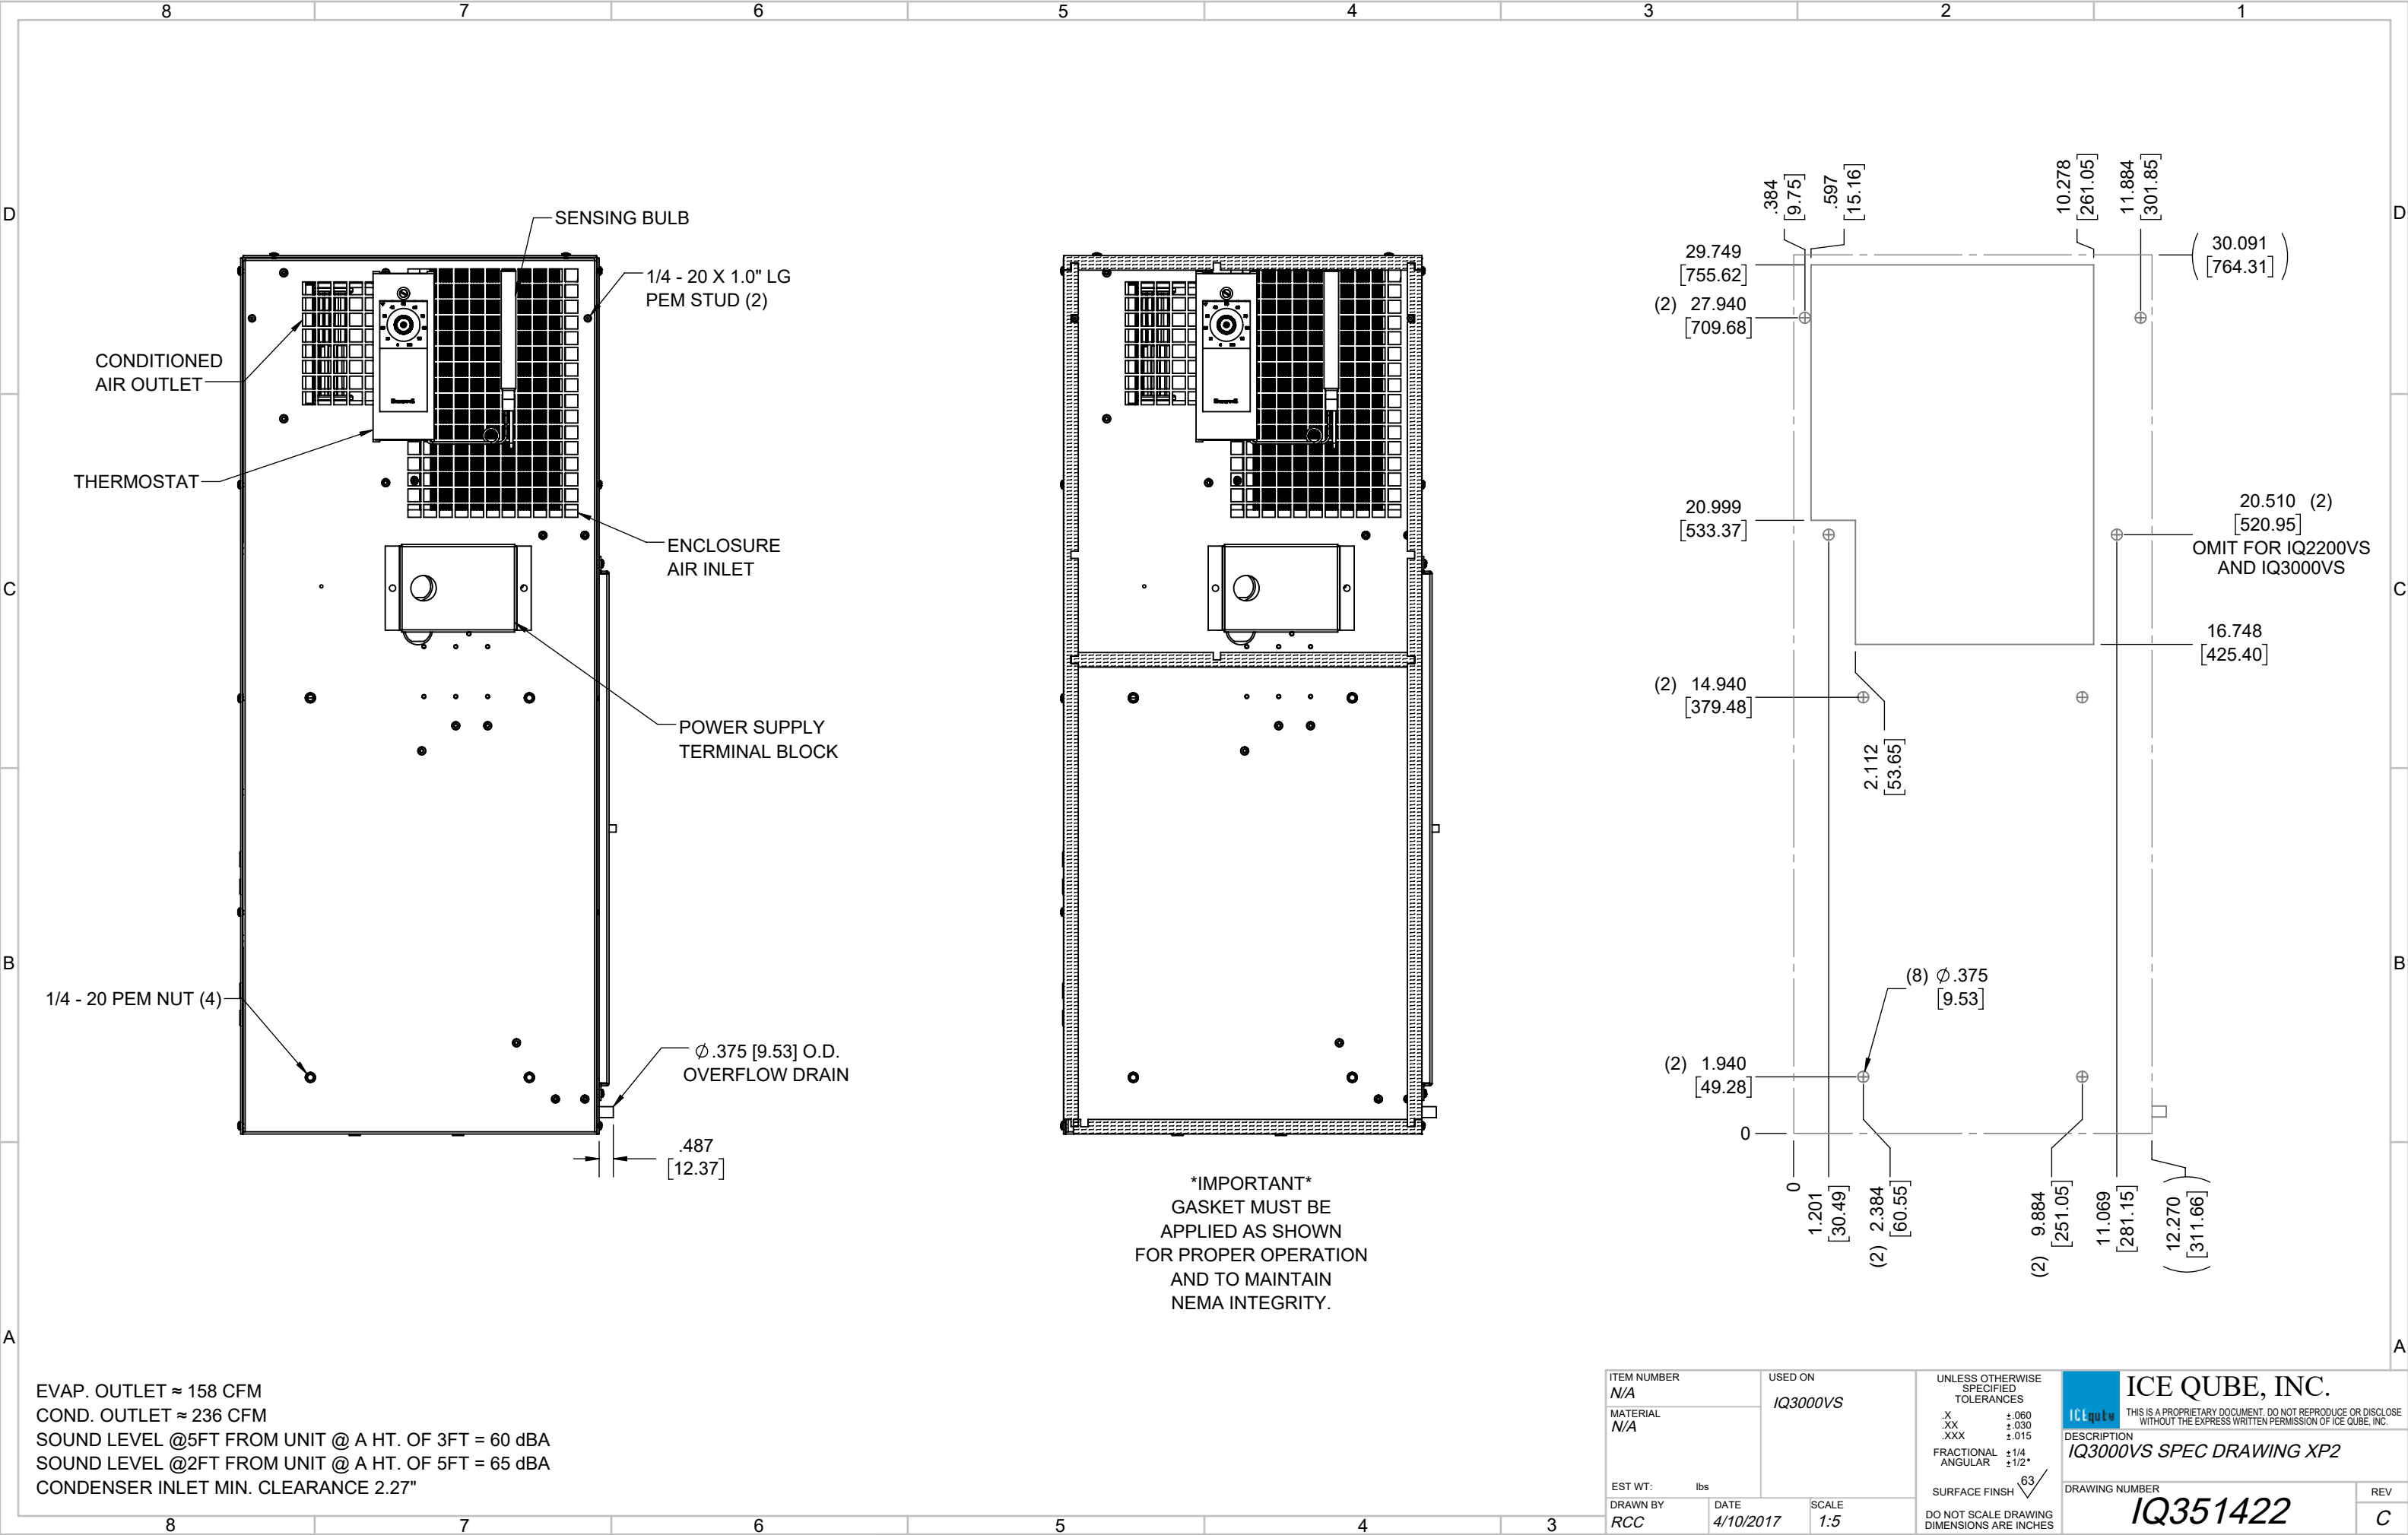 8
7
6
5
4
3
2
1
D
D
C
C
B
B
A
A
SENSING BULB
1/4 - 20 X 1.0" LG
PEM STUD (2)
CONDITIONED
AIR OUTLET
THERMOSTAT
ENCLOSURE
AIR INLET
POWER SUPPLY
TERMINAL BLOCK
1/4 - 20 PEM NUT (4)
Ø.375 [9.53] O.D.
OVERFLOW DRAIN
.487
[12.37]
*IMPORTANT*
GASKET MUST BE
APPLIED AS SHOWN
FOR PROPER OPERATION
AND TO MAINTAIN
NEMA INTEGRITY.
.384
[9.75]
.597
[15.16]
10.278
[261.05]
11.884
[301.85]
29.749
[755.62]
(30.091
[764.31])
(2) 27.940
[709.68]
20.999
[533.37]
20.510 (2)
[520.95]
OMIT FOR IQ2200VS
AND IQ3000VS
16.748
[425.40]
(2) 14.940
[379.48]
2.112
[53.65]
(8) Ø.375
[9.53]
(2) 1.940
[49.28]
0
0
1.201
[30.49]
(2) 2.384
[60.55]
(2) 9.884
[251.05]
11.069
[281.15]
(12.270
[311.66])
EVAP. OUTLET ≈ 158 CFM
COND. OUTLET ≈ 236 CFM
SOUND LEVEL @5FT FROM UNIT @ A HT. OF 3FT = 60 dBA
SOUND LEVEL @2FT FROM UNIT @ A HT. OF 5FT = 65 dBA
CONDENSER INLET MIN. CLEARANCE 2.27"
ITEM NUMBER
N/A
MATERIAL
N/A
EST WT: lbs
USED ON
IQ3000VS
DRAWN BY
RCC
DATE
4/10/2017
SCALE
1:5
UNLESS OTHERWISE
SPECIFIED
TOLERANCES
.X ±.060
.XX ±.030
.XXX ±.015
FRACTIONAL ±1/4
ANGULAR ±1/2°
63
SURFACE FINSH
DO NOT SCALE DRAWING
DIMENSIONS ARE INCHES
ICEqube
ICE QUBE, INC.
THIS IS A PROPRIETARY DOCUMENT. DO NOT REPRODUCE OR DISCLOSE
WITHOUT THE EXPRESS WRITTEN PERMISSION OF ICE QUBE, INC.
DESCRIPTION
IQ3000VS SPEC DRAWING XP2
DRAWING NUMBER
IQ351422
REV
C
8
7
6
5
4
3